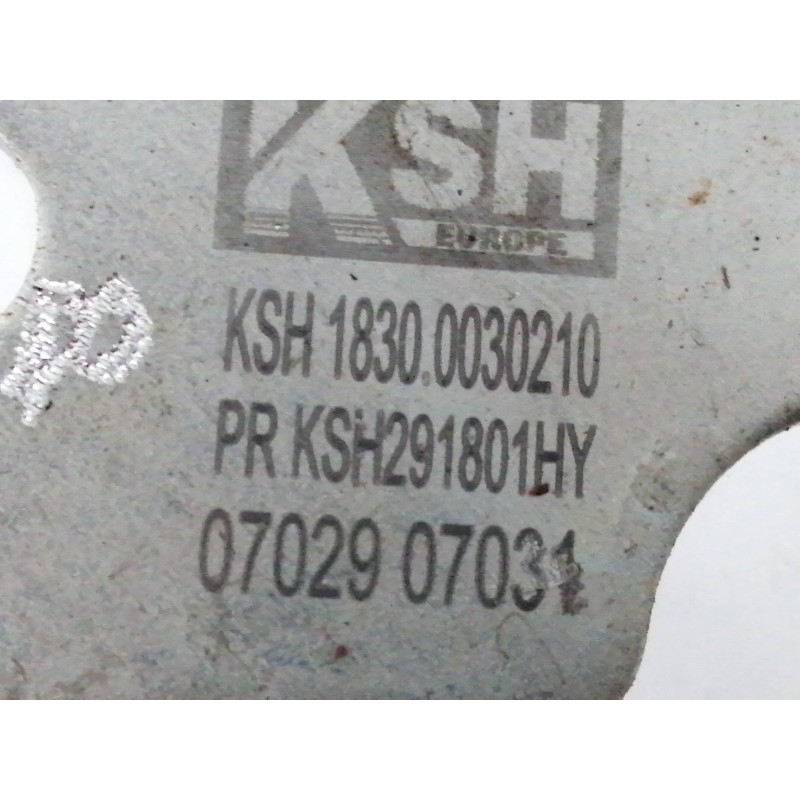 KSH
EUROPE
KSH 1830.0030210
PR KSH291801HY
07029 07031